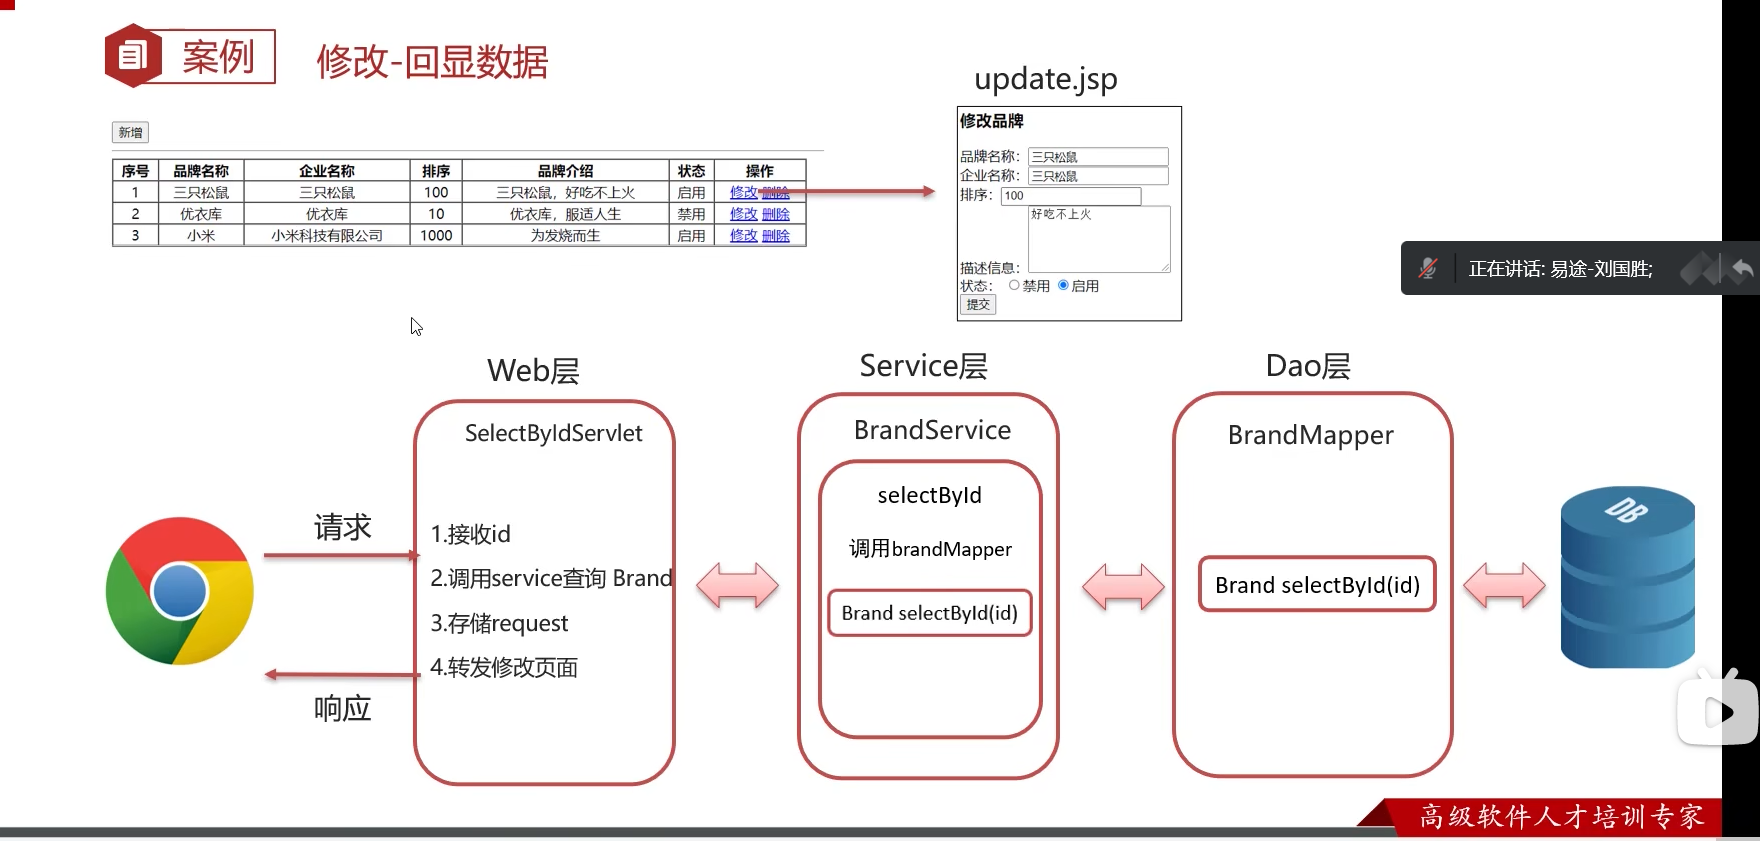 案例
修改-回显数据
update.jsp
新增
序号 品牌名称 企业名称 排序 品牌介绍 状态 操作
1 三只松鼠 三只松鼠 100 三只松鼠，好吃不上火 启用 修改 删除
2 优衣库 优衣库 10 优衣库，服适人生 禁用 修改 删除
3 小米 小米科技有限公司 1000 为发烧而生 启用 修改 删除
修改品牌
品牌名称： 三只松鼠
企业名称： 三只松鼠
排序： 100
好吃不上火
描述信息：
状态： 禁用 启用
提交
正在讲话: 易途-刘国胜;
Web层
SelectByIdServlet
1.接收id
2.调用service查询 Brand
3.存储request
4.转发修改页面
请求
响应
Service层
BrandService
selectById
调用brandMapper
Brand selectById(id)
Dao层
BrandMapper
Brand selectById(id)
DB
高级软件人才培训专家